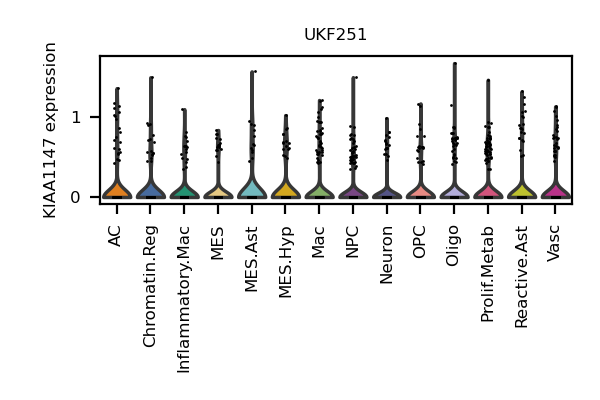 UKF251
KIAA1147 expression
1
0
AC
Chromatin.Reg
Inflammatory.Mac
MES
MES.Ast
MES.Hyp
Mac
NPC
Neuron
OPC
Oligo
Prolif.Metab
Reactive.Ast
Vasc